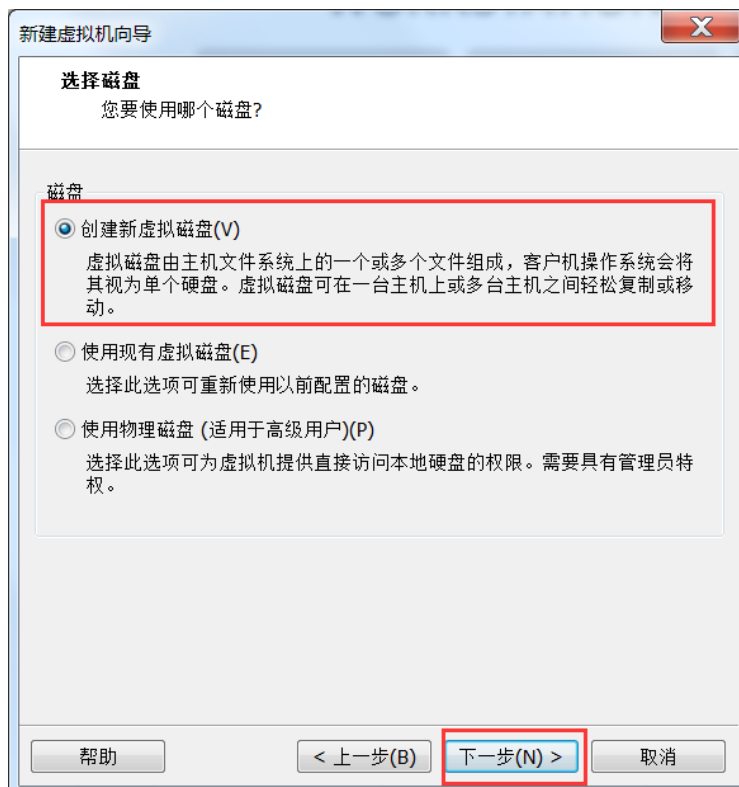 新建虚拟机向导
选择磁盘
您要使用哪个磁盘?
磁盘
创建新虚拟磁盘(V)
虚拟磁盘由主机文件系统上的一个或多个文件组成，客户机操作系统会将
其视为单个硬盘。虚拟磁盘可在一台主机上或多台主机之间轻松复制或移
动。
使用现有虚拟磁盘(E)
选择此选项可重新使用以前配置的磁盘。
使用物理磁盘 (适用于高级用户)(P)
选择此选项可为虚拟机提供直接访问本地硬盘的权限。需要具有管理员特
权。
帮助
< 上一步(B)
下一步(N) >
取消